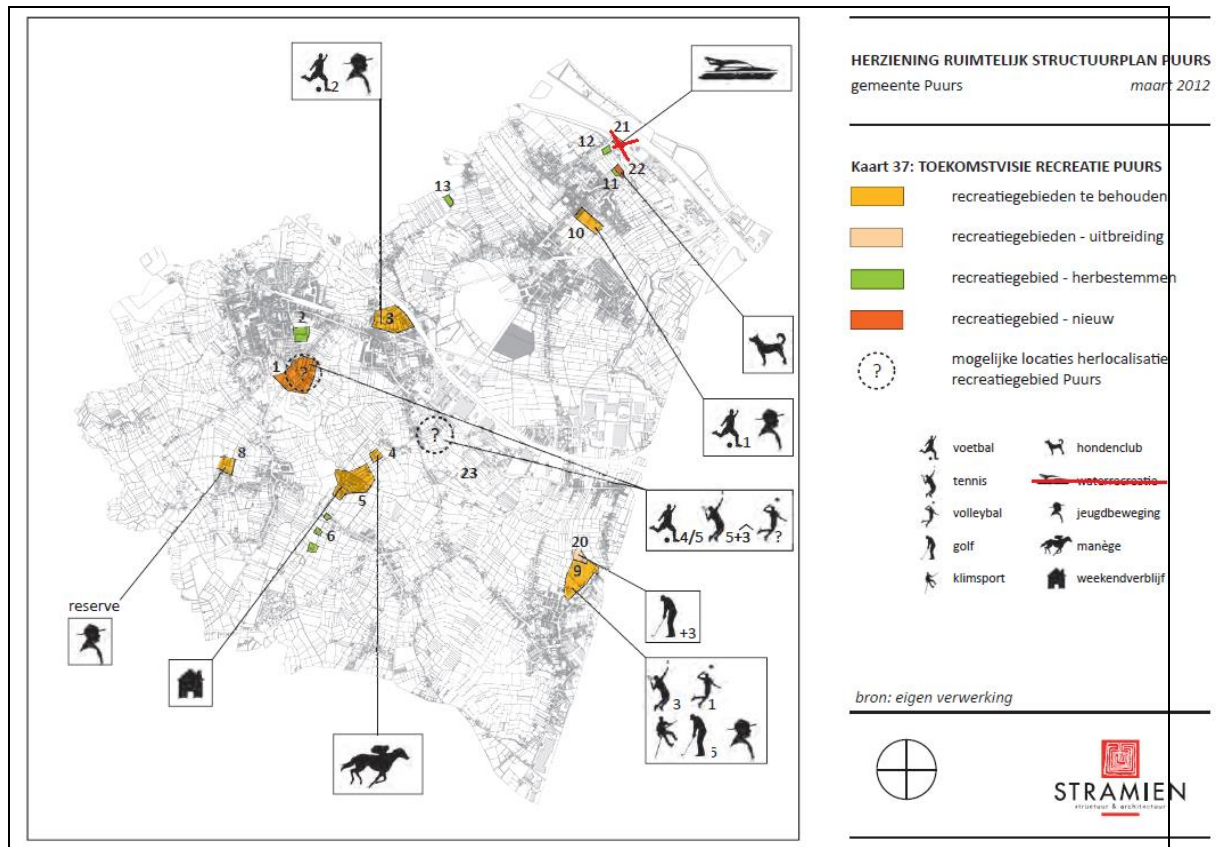 2
21
12
22
11
13
10
2
3
1
?
1
8
4
?
23
5
4/5 5+3 ?
6
20
9
reserve
+3
3 1
5
HERZIENING RUIMTELIJK STRUCTUURPLAN PUURS
gemeente Puurs maart 2012
Kaart 37: TOEKOMSTVISIE RECREATIE PUURS
recreatiegebieden te behouden
recreatiegebieden - uitbreiding
recreatiegebied - herbestemmen
recreatiegebied - nieuw
? mogelijke locaties herlocalisatie
recreatiegebied Puurs
voetbal hondenclub
tennis waterrecreatie
volleybal jeugdbeweging
golf manège
klimsport weekendverblijf
bron: eigen verwerking
STRAMIEN
structuur & architectuur